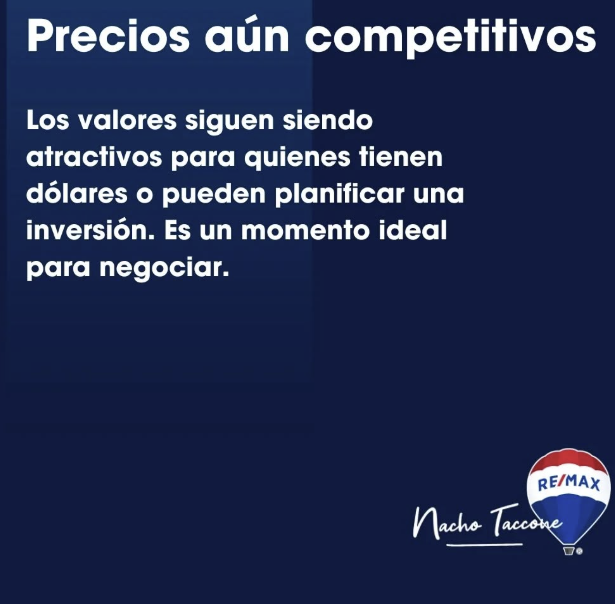 Precios aún competitivos
Los valores siguen siendo
atractivos para quienes tienen
dólares o pueden planificar una
inversión. Es un momento ideal
para negociar.
RE/MAX
Nacho Taccone
®